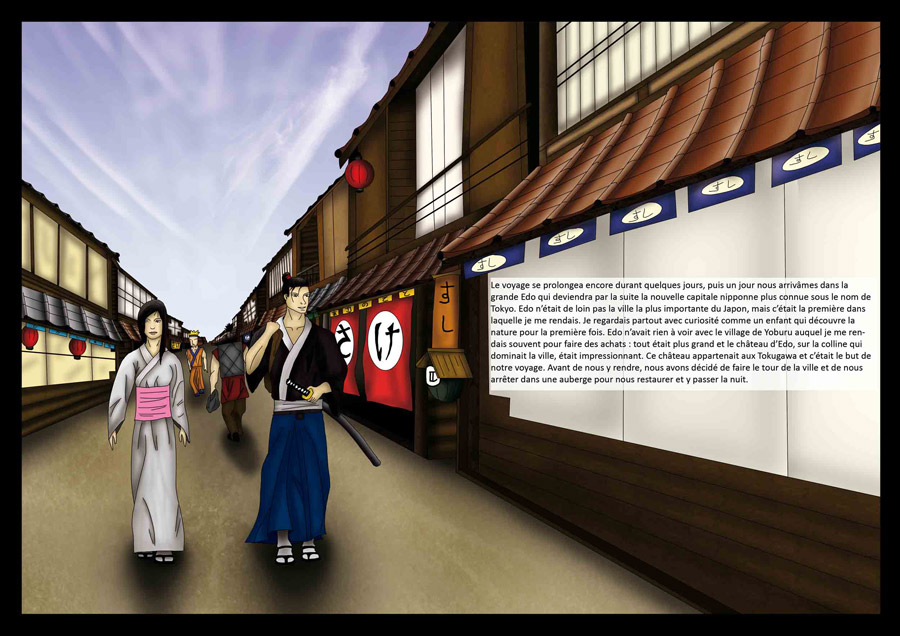 すし
すし
すし
すし
すし
す
すし
さ
け
Le voyage se prolongea encore durant quelques jours, puis un jour nous arrivâmes dans la
grande Edo qui deviendra par la suite la nouvelle capitale nipponne plus connue sous le nom de
Tokyo. Edo n'était de loin pas la ville la plus importante du Japon, mais c'était la première dans
laquelle je me rendais. Je regardais partout avec curiosité comme un enfant qui découvre la
nature pour la première fois. Edo n'avait rien à voir avec le village de Yoburu auquel je me ren-
dais souvent pour faire des achats : tout était plus grand et le château d'Edo, sur la colline qui
dominait la ville, était impressionnant. Ce château appartenait aux Tokugawa et c'était le but de
notre voyage. Avant de nous y rendre, nous avons décidé de faire le tour de la ville et de nous
arrêter dans une auberge pour nous restaurer et y passer la nuit.